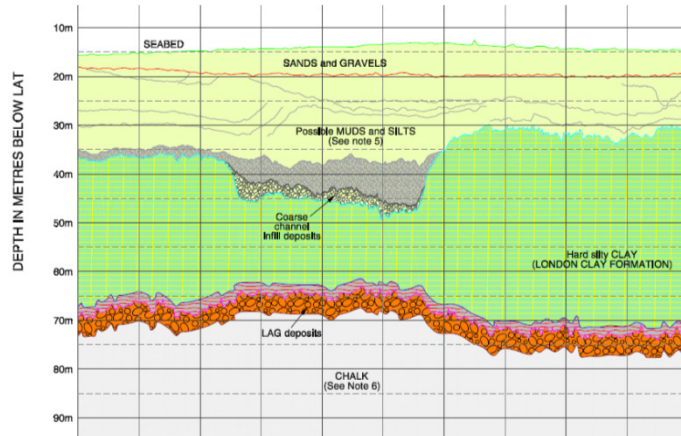 DEPTH IN METRES BELOW LAT
10m
20m
30m
40m
50m
60m
70m
80m
90m
SEABED
SANDS and GRAVELS
Possible MUDS and SILTS
(See note 5)
Coarse
channel
Infill deposits
Hard silty CLAY
(LONDON CLAY FORMATION)
LAG deposits
CHALK
(See Note 6)